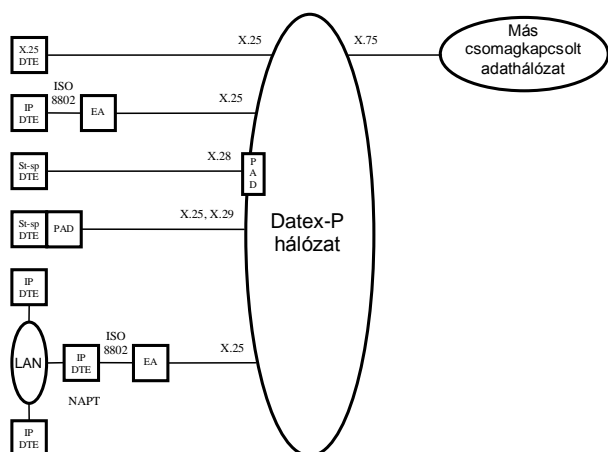 X.25
DTE
X.25
X.75
Más
csomagkapcsolt
adathálózat
IP
DTE
ISO
8802
EA
X.25
St-sp
DTE
X.28
P
A
D
St-sp
DTE
PAD
X.25, X.29
Datex-P
hálózat
IP
DTE
LAN
IP
DTE
ISO
8802
EA
X.25
NAPT
IP
DTE